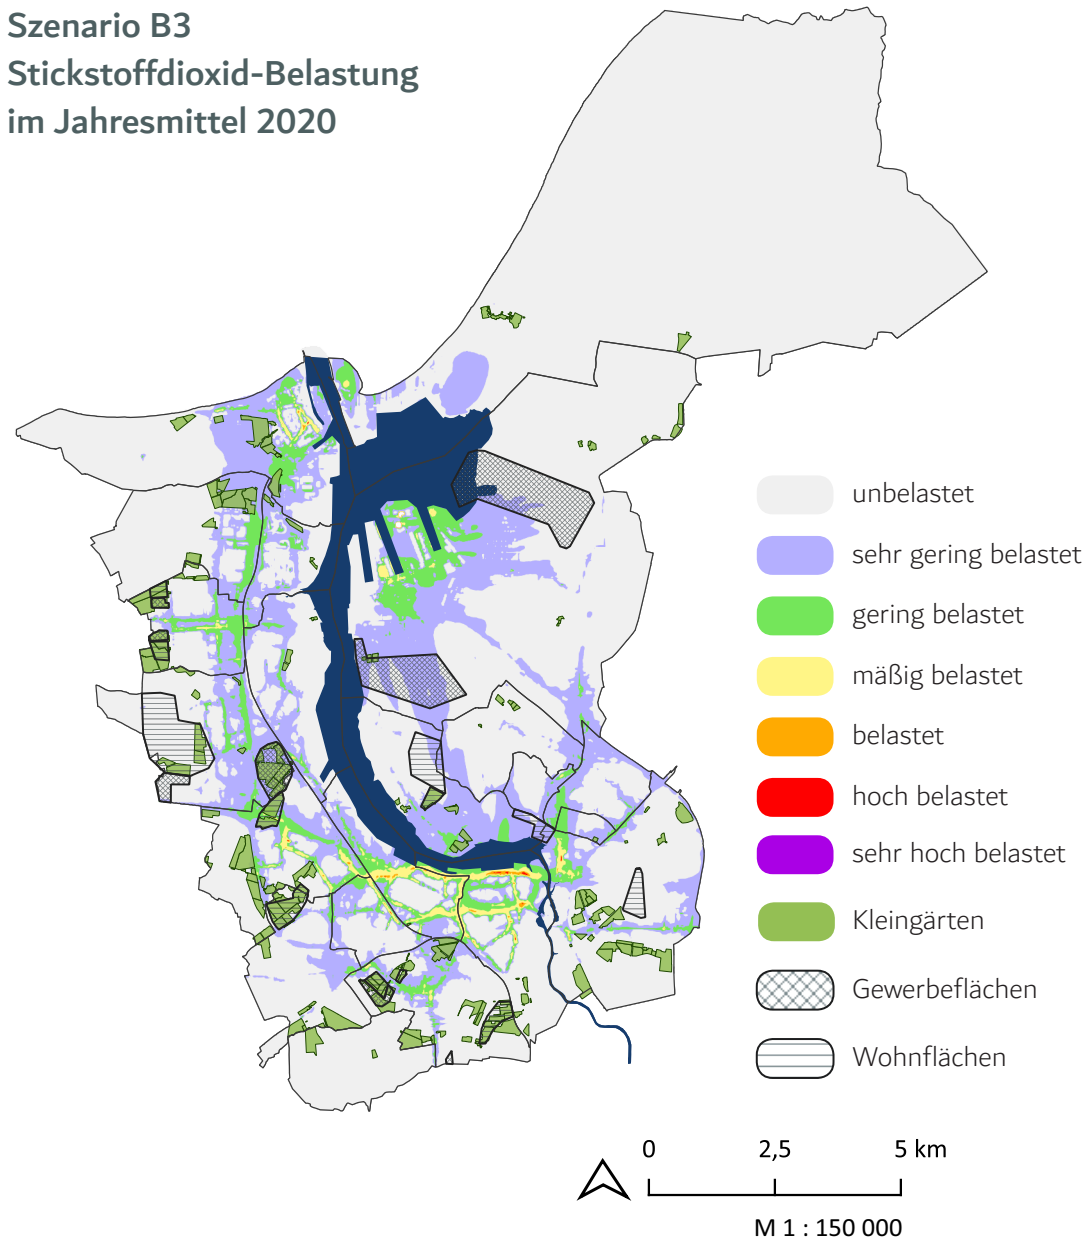 Szenario B3
Stickstoffdioxid-Belastung
im Jahresmittel 2020
unbelastet
sehr gering belastet
gering belastet
mäßig belastet
belastet
hoch belastet
sehr hoch belastet
Kleingärten
Gewerbeflächen
Wohnflächen
0 2,5 5 km
M 1 : 150 000